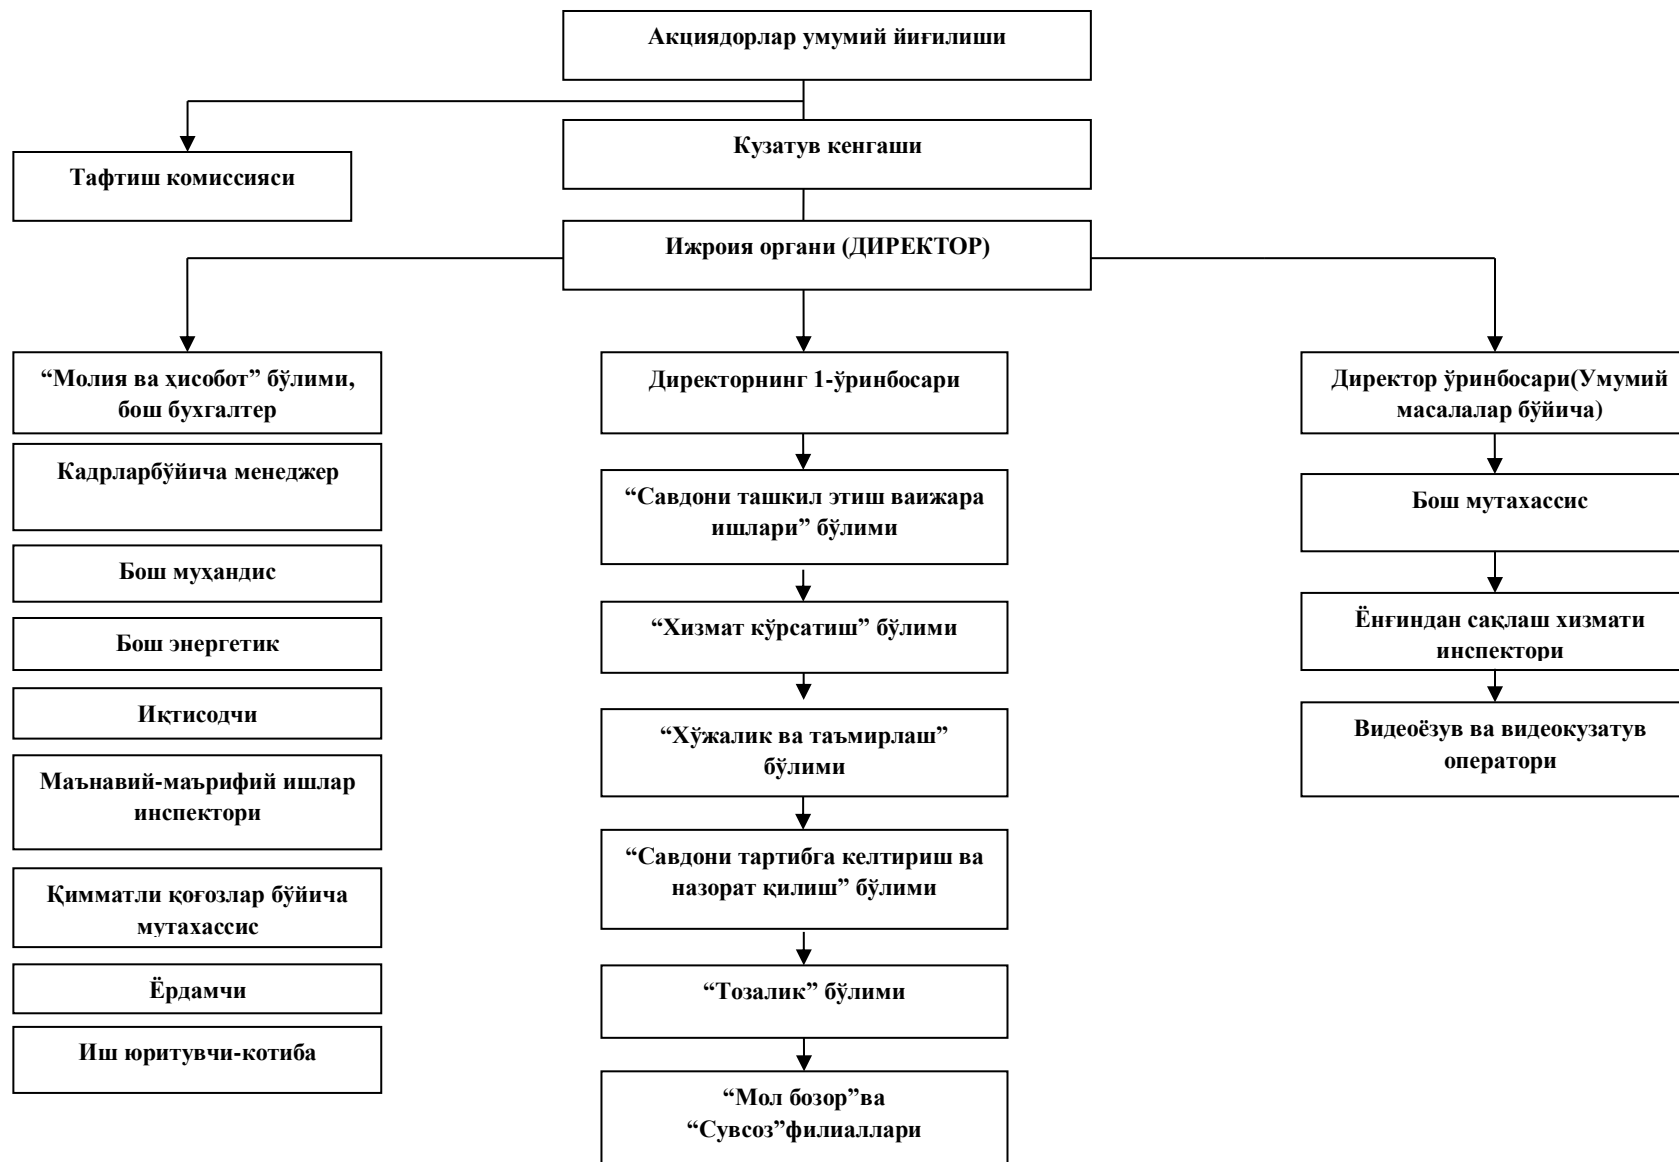 Акциядорлар умумий йиғилиши
Кузатув кенгаши
Тафтиш комиссияси
Ижроия органи (ДИРЕКТОР)
“Молия ва ҳисобот” бўлими,
бош бухгалтер
Кадрларбўйича менеджер
Бош муҳандис
Бош энергетик
Иқтисодчи
Маънавий-маърифий ишлар
инспектори
Қимматли қоғозлар бўйича
мутахассис
Ёрдамчи
Иш юритувчи-котиба
Директорнинг 1-ўринбосари
“Савдони ташкил этиш ваижара
ишлари” бўлими
“Хизмат кўрсатиш” бўлими
“Хўжалик ва таъмирлаш”
бўлими
“Савдони тартибга келтириш ва
назорат қилиш” бўлими
“Тозалик” бўлими
“Мол бозор”ва
“Сувсоз”филиаллари
Директор ўринбосари(Умумий
масалалар бўйича)
Бош мутахассис
Ёнғиндан сақлаш хизмати
инспектори
Видеоёзув ва видеокузатув
оператори